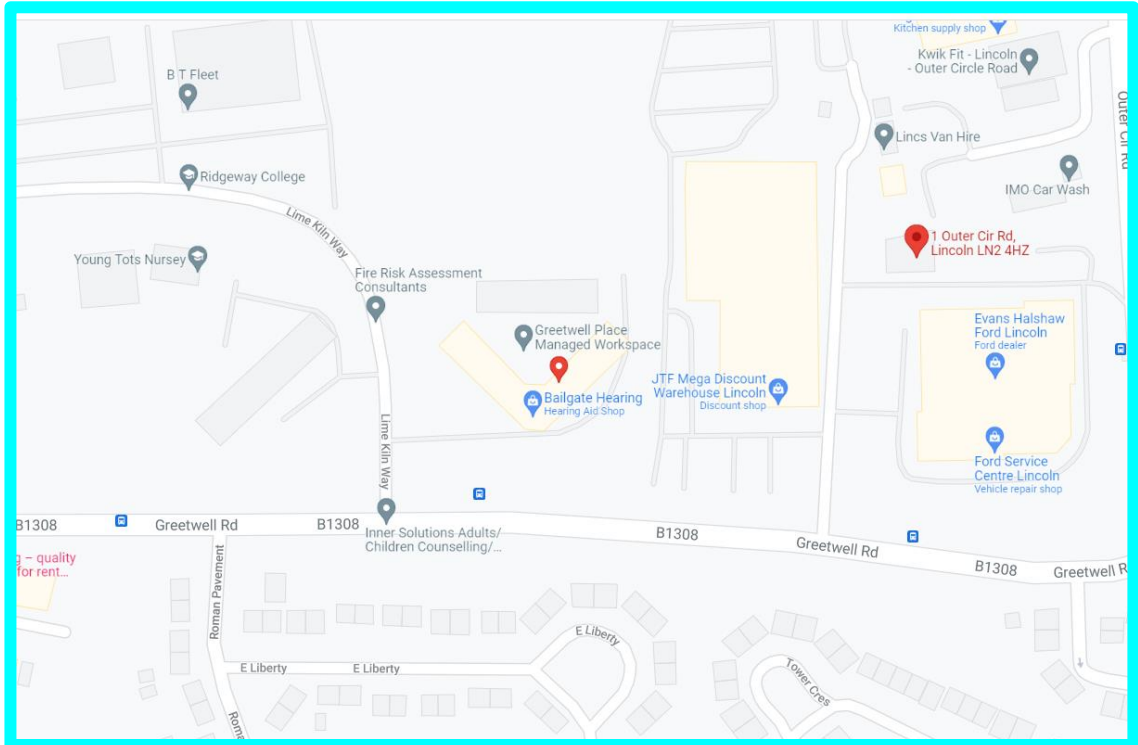 Kitchen supply shop
Kwik Fit - Lincoln
- Outer Circle Road
B T Fleet
Outer Cir Rd
Lincs Van Hire
Ridgeway College
IMO Car Wash
Lime Kiln Way
1 Outer Cir Rd,
Lincoln LN2 4HZ
Young Tots Nursey
Fire Risk Assessment
Consultants
Greetwell Place
Managed Workspace
Evans Halshaw
Ford Lincoln
Ford dealer
JTF Mega Discount
Warehouse Lincoln
Discount shop
Bailgate Hearing
Hearing Aid Shop
Lime Kiln Way
Ford Service
Centre Lincoln
Vehicle repair shop
B1308
Greetwell Rd
B1308
Inner Solutions Adults/
Children Counselling/...
B1308
Greetwell Rd
B1308
Greetwell R
g – quality
for rent...
Roman Pavement
E Liberty
E Liberty
E Liberty
Tower Cres
Roma